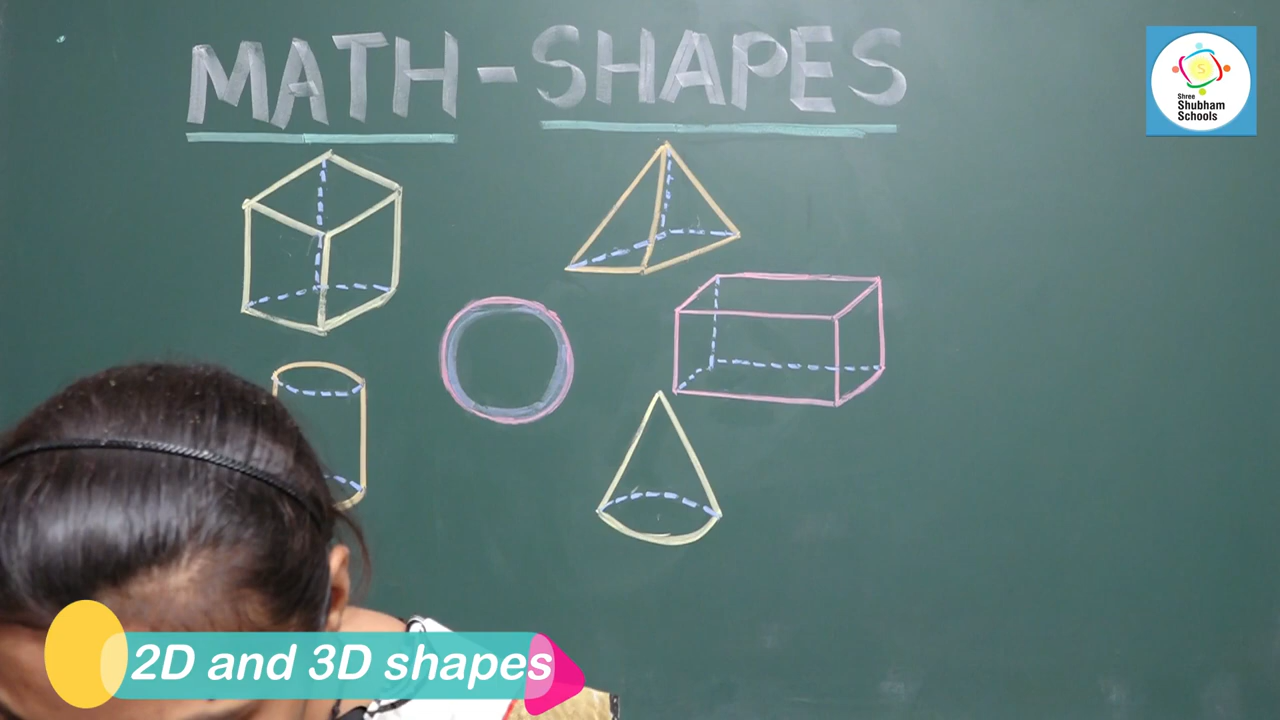 MATH-SHAPES
S
Shree
Shubham
Schools
2D and 3D shapes